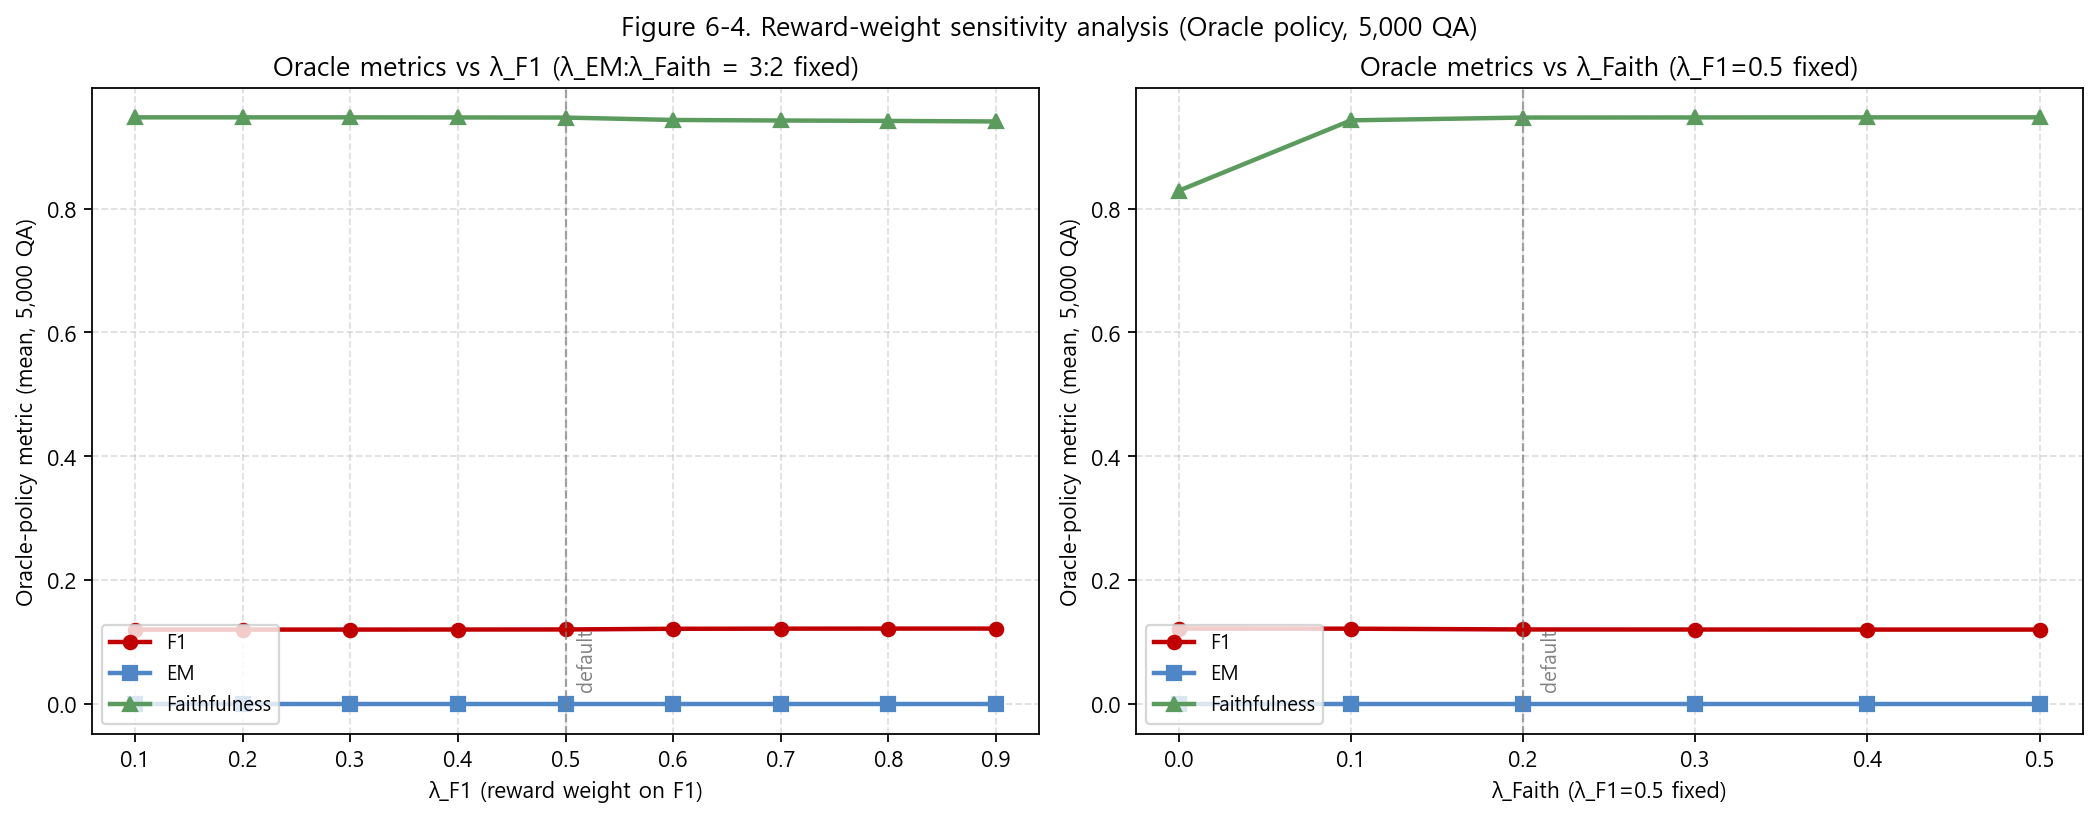 Figure 6-4. Reward-weight sensitivity analysis (Oracle policy, 5,000 QA)
Oracle metrics vs λ_F1 (λ_EM:λ_Faith = 3:2 fixed)
Oracle-policy metric (mean, 5,000 QA)
0.8
0.6
0.4
0.2
0.0
default
F1
EM
Faithfulness
0.1 0.2 0.3 0.4 0.5 0.6 0.7 0.8 0.9
λ_F1 (reward weight on F1)
Oracle metrics vs λ_Faith (λ_F1=0.5 fixed)
Oracle-policy metric (mean, 5,000 QA)
0.8
0.6
0.4
0.2
0.0
default
F1
EM
Faithfulness
0.0 0.1 0.2 0.3 0.4 0.5
λ_Faith (λ_F1=0.5 fixed)